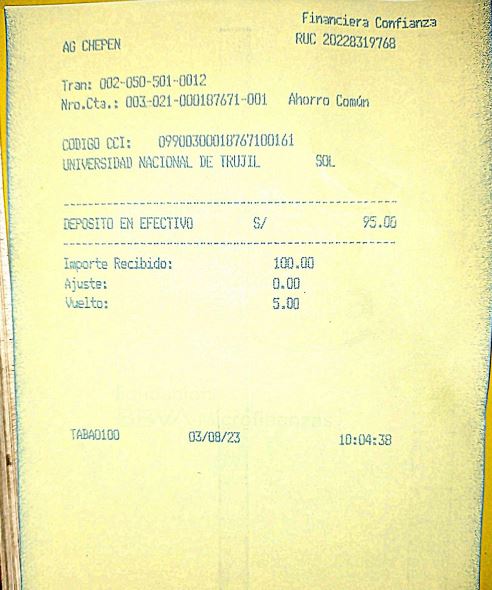 Financiera Confianza
AG CHEPEN RUC 20228319768
Tran: 002-050-501-0012
Nro.Cta.: 003-021-000187671-001 Ahorro Común
CODIGO CCI: 09900300018767100161
UNIVERSIDAD NACIONAL DE TRUJIL SOL
DEPOSITO EN EFECTIVO S/ 95.00
Importe Recibido: 100.00
Ajuste: 0.00
Vuelto: 5.00
TABA0100 03/08/23 10:04:38